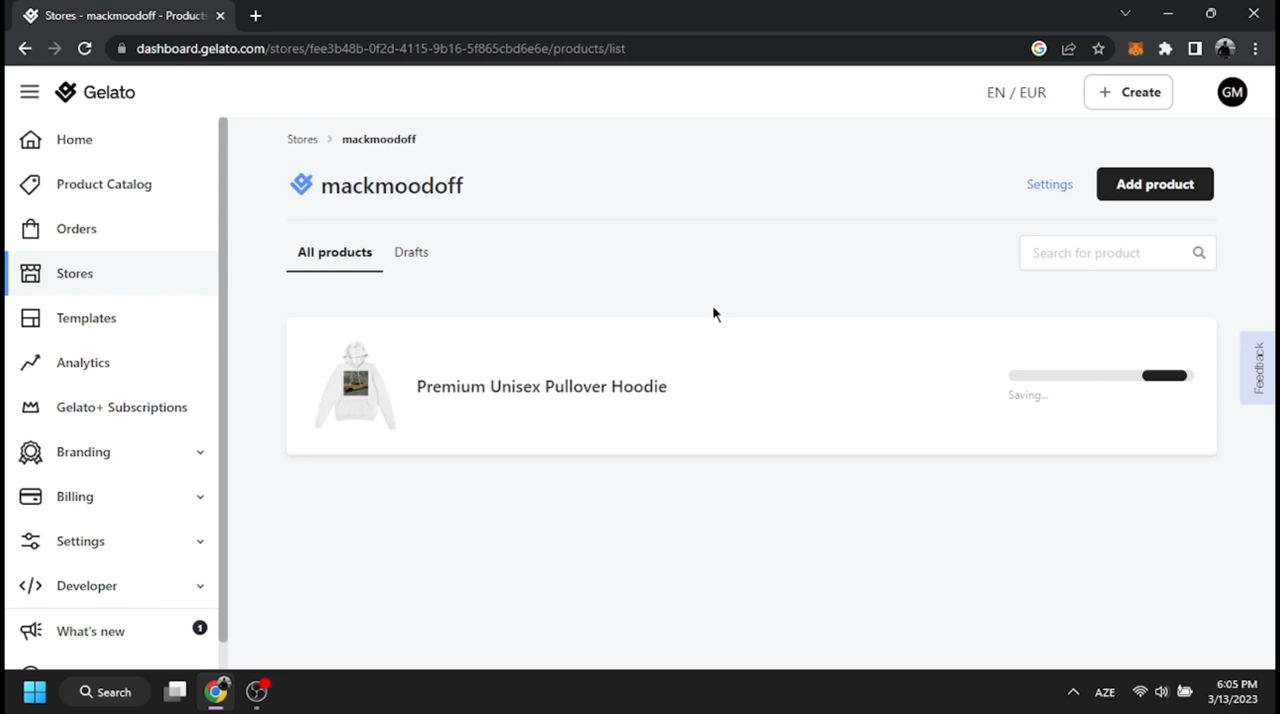 Stores - mackmoodoff - Products
dashboard.gelato.com/stores/fee3b48b-0f2d-4115-9b16-5f865cbd6e6e/products/list
Gelato
EN / EUR
+ Create
GM
Home
Product Catalog
Orders
Stores
Templates
Analytics
Gelato+ Subscriptions
Branding
Billing
Settings
Developer
What's new
1
Stores > mackmoodoff
mackmoodoff
Settings
Add product
All products
Drafts
Search for product
Premium Unisex Pullover Hoodie
Saving...
Feedback
Search
AZE
6:05 PM
3/13/2023